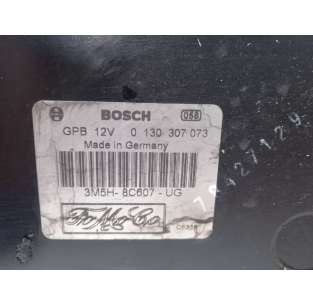 BOSCH 058
GPB 12V 0 130 307 073
Made in Germany
3M5H - 8C607 - UG
FoMoCo